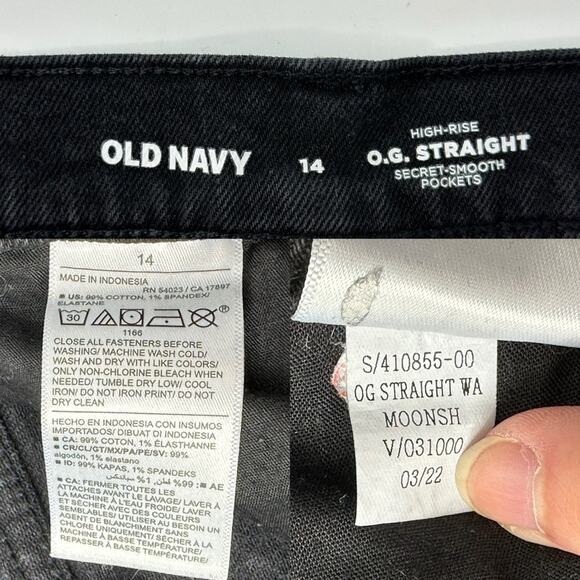 OLD NAVY
14
HIGH-RISE
O.G. STRAIGHT
SECRET-SMOOTH
POCKETS
14
MADE IN INDONESIA
RN 54023 / CA 17897
■ US: 99% COTTON, 1% SPANDEX/
ELASTANE
30
1166
CLOSE ALL FASTENERS BEFORE
WASHING/ MACHINE WASH COLD/
WASH AND DRY WITH LIKE COLORS/
ONLY NON-CHLORINE BLEACH WHEN
NEEDED/ TUMBLE DRY LOW/ COOL
IRON/ DO NOT IRON PRINT/ DO NOT
DRY CLEAN
HECHO EN INDONESIA CON INSUMOS
IMPORTADOS/ DIBUAT DI INDONESIA
■ CA: 99% COTON, 1% ÉLASTHANNE
■ CR/CL/GT/MX/PA/PE/SV: 99%
algodón, 1% elastano
■ ID: 99% KAPAS, 1% SPANDEKS
■ AE: 99% قطن, 1% سباندكس
■ CA: FERMER TOUTES LES
ATTACHES AVANT LE LAVAGE/ LAVER À
LA MACHINE À L'EAU FROIDE/ LAVER
ET SÉCHER AVEC DES COULEURS
SEMBLABLES/ UTILISER AU BESOIN UN
AGENT DE BLANCHIMENT SANS
CHLORE UNIQUEMENT/ SÉCHER À LA
MACHINE À BASSE TEMPÉRATURE/
REPASSER À BASSE TEMPÉRATURE/
S/410855-00
OG STRAIGHT WA
MOONSH
V/031000
03/22